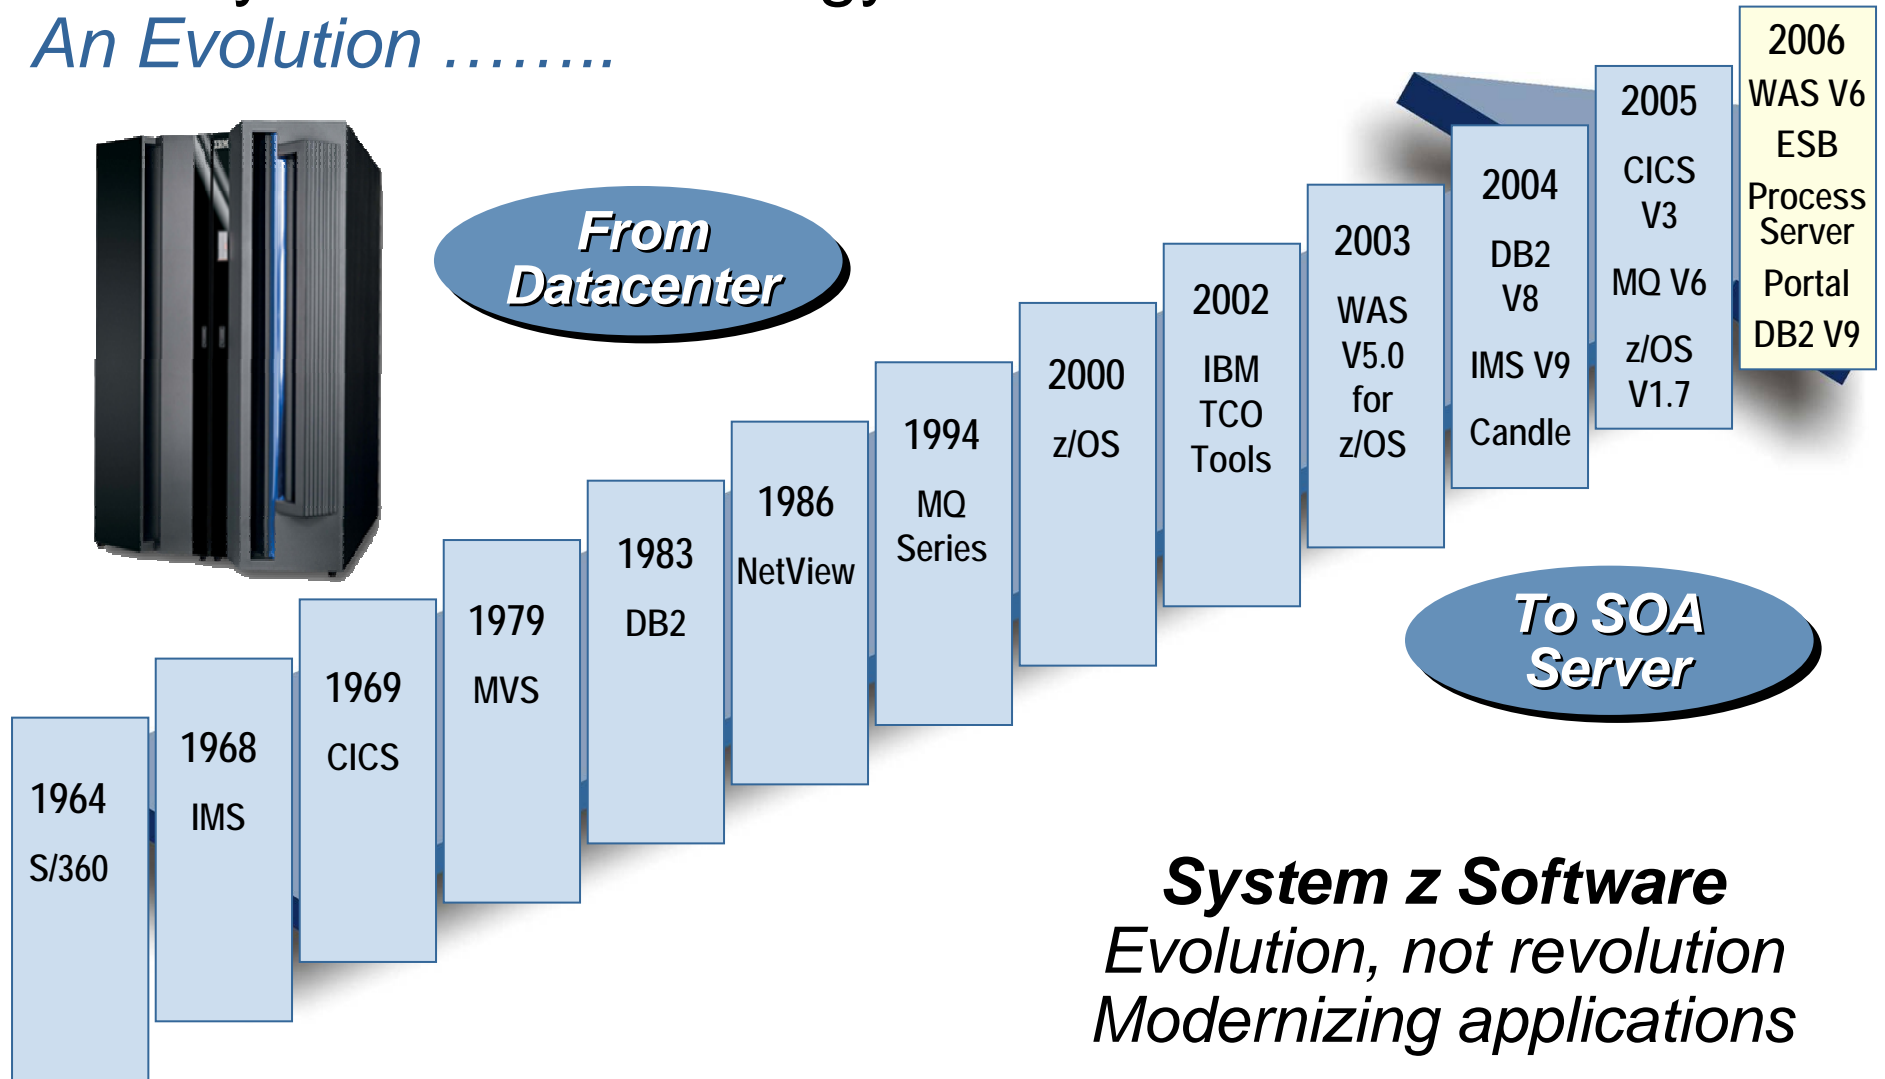 An Evolution ........
From
Datacenter
1964
S/360
1968
IMS
1969
CICS
1979
MVS
1983
DB2
1986
NetView
1994
MQ
Series
2000
z/OS
2002
IBM
TCO
Tools
2003
WAS
V5.0
for
z/OS
2004
DB2
V8
IMS V9
Candle
2005
CICS
V3
MQ V6
z/OS
V1.7
2006
WAS V6
ESB
Process
Server
Portal
DB2 V9
To SOA
Server
System z Software
Evolution, not revolution
Modernizing applications